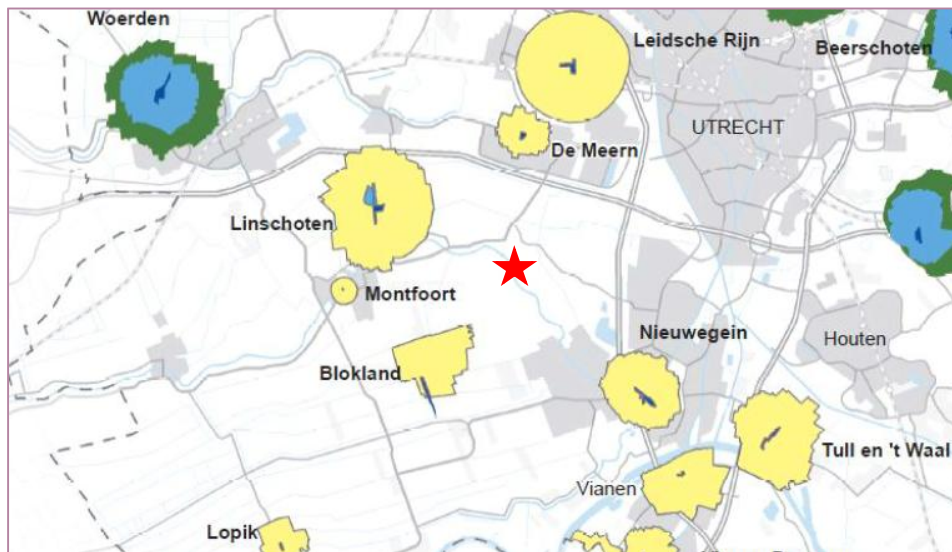 Woerden
Leidsche Rijn
Beerschoten
UTRECHT
De Meern
Linschoten
Montfoort
Nieuwegein
Houten
Blokland
Tull en 't Waal
Vianen
Lopik